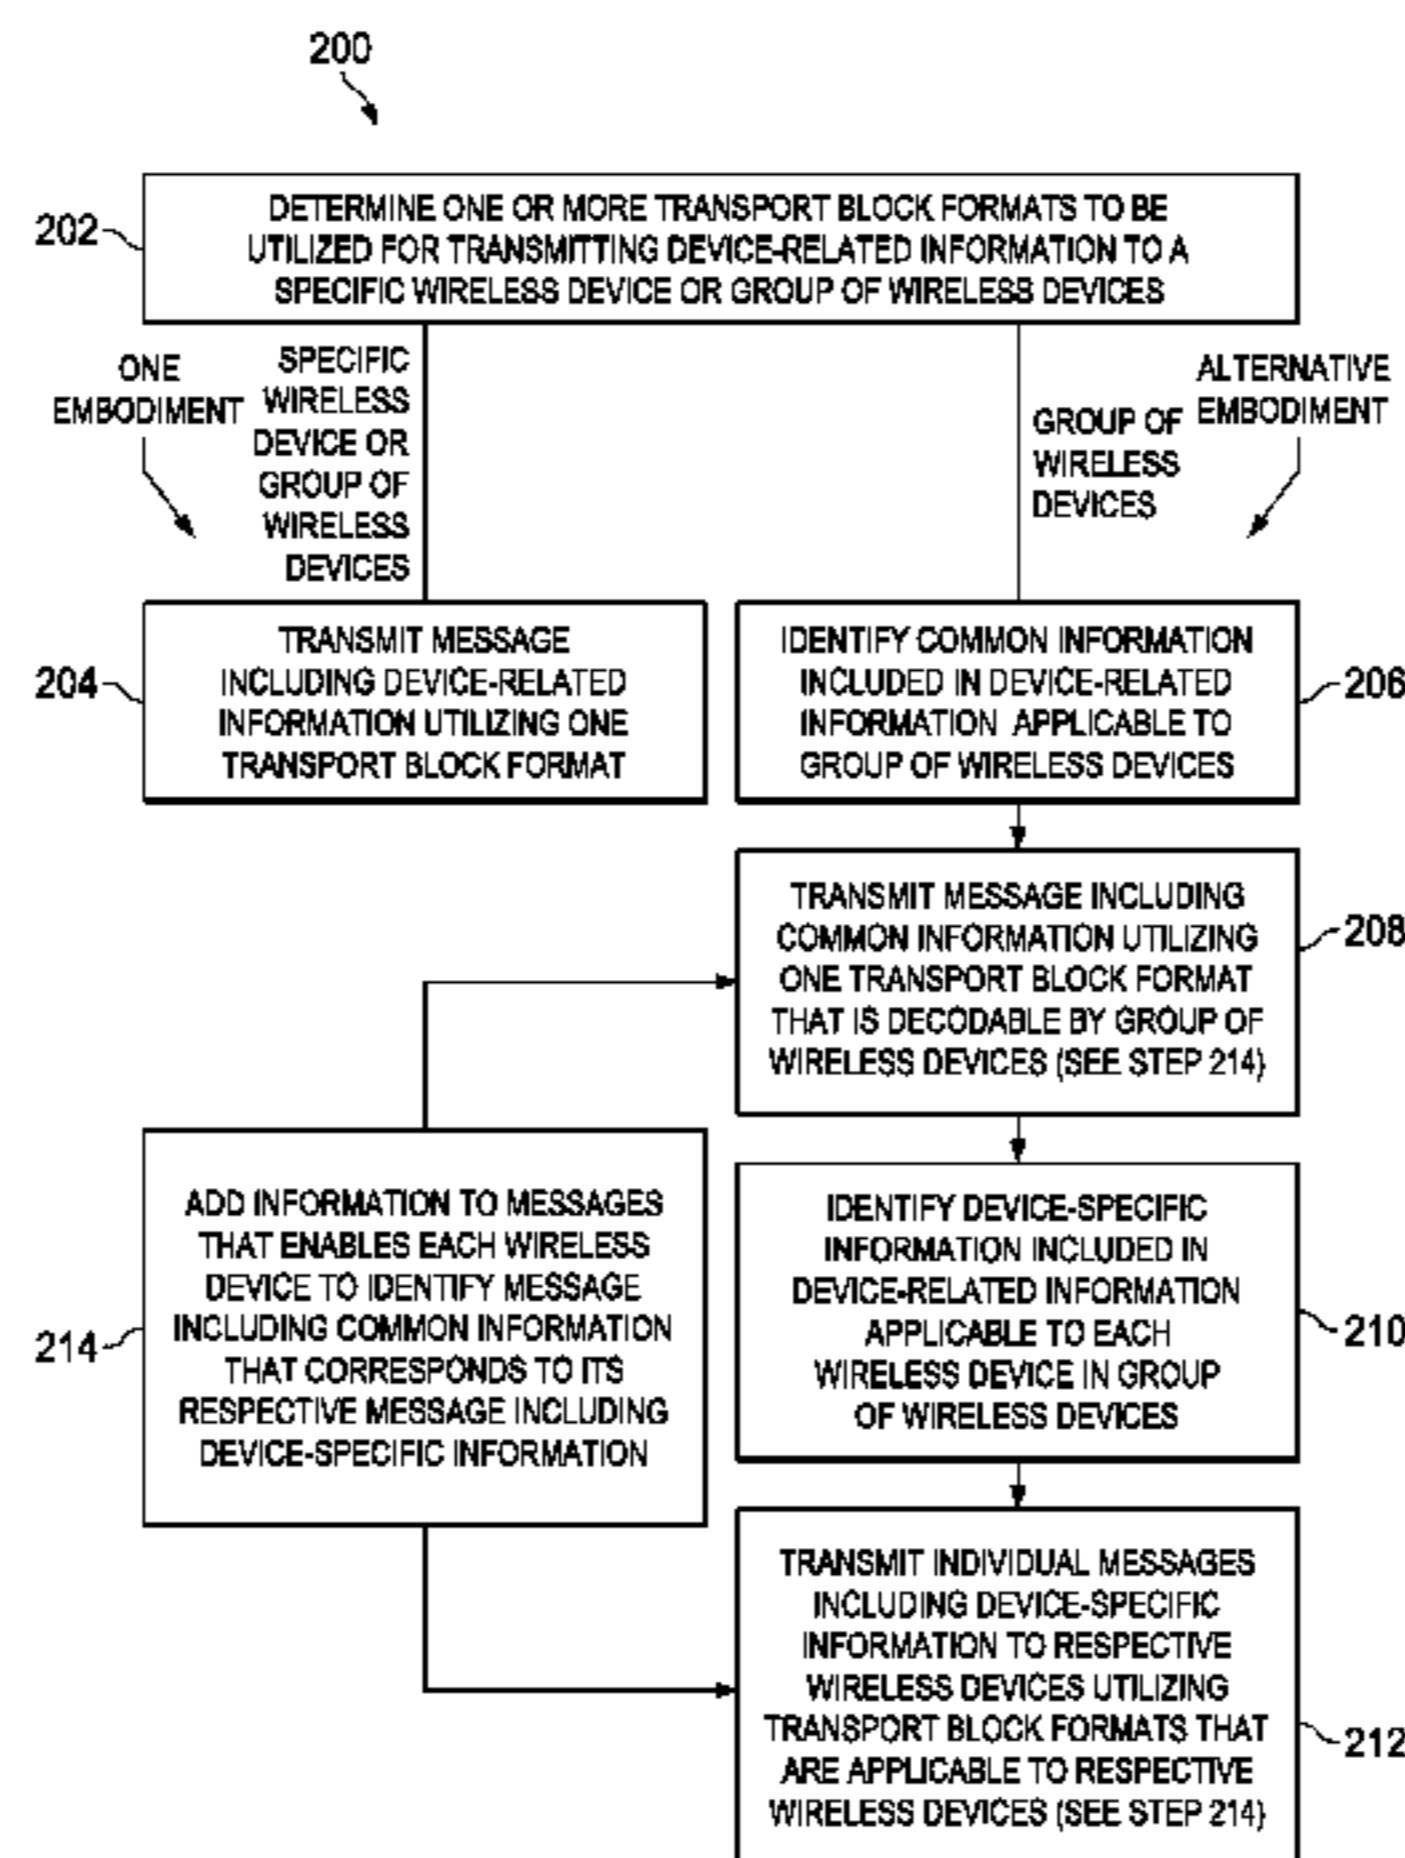 200
202
DETERMINE ONE OR MORE TRANSPORT BLOCK FORMATS TO BE
UTILIZED FOR TRANSMITTING DEVICE-RELATED INFORMATION TO A
SPECIFIC WIRELESS DEVICE OR GROUP OF WIRELESS DEVICES
ONE
EMBODIMENT
SPECIFIC
WIRELESS
DEVICE OR
GROUP OF
WIRELESS
DEVICES
GROUP OF
WIRELESS
DEVICES
ALTERNATIVE
EMBODIMENT
204
TRANSMIT MESSAGE
INCLUDING DEVICE-RELATED
INFORMATION UTILIZING ONE
TRANSPORT BLOCK FORMAT
IDENTIFY COMMON INFORMATION
INCLUDED IN DEVICE-RELATED
INFORMATION APPLICABLE TO
GROUP OF WIRELESS DEVICES
206
TRANSMIT MESSAGE INCLUDING
COMMON INFORMATION UTILIZING
ONE TRANSPORT BLOCK FORMAT
THAT IS DECODABLE BY GROUP OF
WIRELESS DEVICES (SEE STEP 214)
208
214
ADD INFORMATION TO MESSAGES
THAT ENABLES EACH WIRELESS
DEVICE TO IDENTIFY MESSAGE
INCLUDING COMMON INFORMATION
THAT CORRESPONDS TO ITS
RESPECTIVE MESSAGE INCLUDING
DEVICE-SPECIFIC INFORMATION
IDENTIFY DEVICE-SPECIFIC
INFORMATION INCLUDED IN
DEVICE-RELATED INFORMATION
APPLICABLE TO EACH
WIRELESS DEVICE IN GROUP
OF WIRELESS DEVICES
210
TRANSMIT INDIVIDUAL MESSAGES
INCLUDING DEVICE-SPECIFIC
INFORMATION TO RESPECTIVE
WIRELESS DEVICES UTILIZING
TRANSPORT BLOCK FORMATS THAT
ARE APPLICABLE TO RESPECTIVE
WIRELESS DEVICES (SEE STEP 214)
212